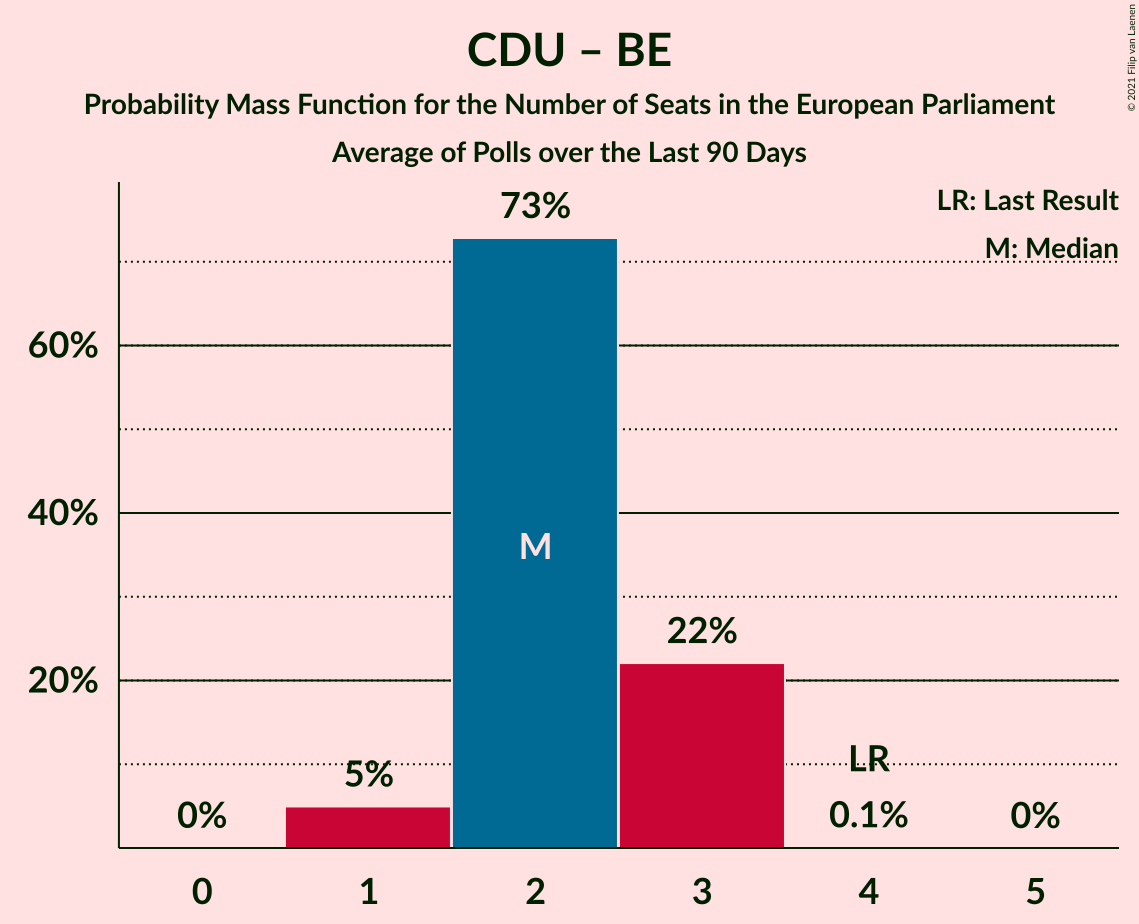 CDU – BE
Probability Mass Function for the Number of Seats in the European Parliament
Average of Polls over the Last 90 Days
© 2021 Filip van Laenen
LR: Last Result
M: Median
73%
60%
40%
M
22%
20%
5%
LR
0%
0.1%
0%
0 1 2 3 4 5